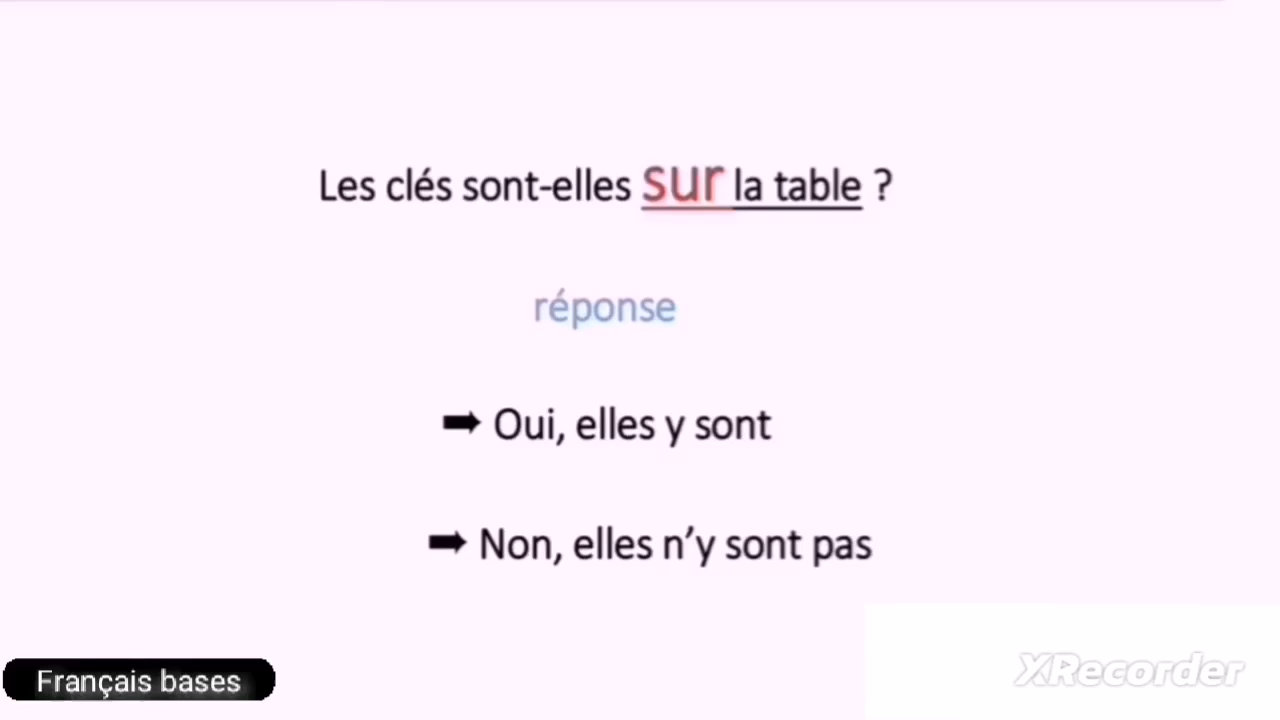 Les clés sont-elles sur la table ?
réponse
➡ Oui, elles y sont
➡ Non, elles n’y sont pas
Français bases
XRecorder